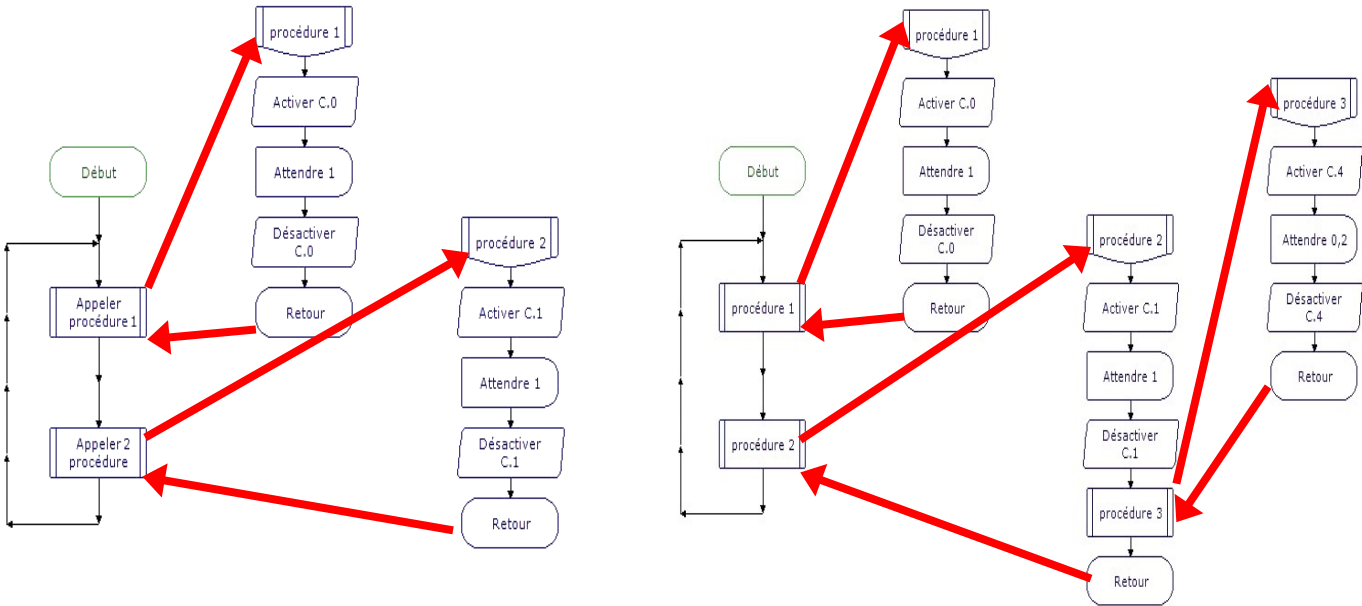 Début
Appeler
procédure 1
Appeler 2
procédure
procédure 1
Activer C.0
Attendre 1
Désactiver
C.0
Retour
procédure 2
Activer C.1
Attendre 1
Désactiver
C.1
Retour
Début
procédure 1
procédure 2
procédure 1
Activer C.0
Attendre 1
Désactiver
C.0
Retour
procédure 2
Activer C.1
Attendre 1
Désactiver
C.1
procédure 3
Retour
procédure 3
Activer C.4
Attendre 0,2
Désactiver
C.4
Retour